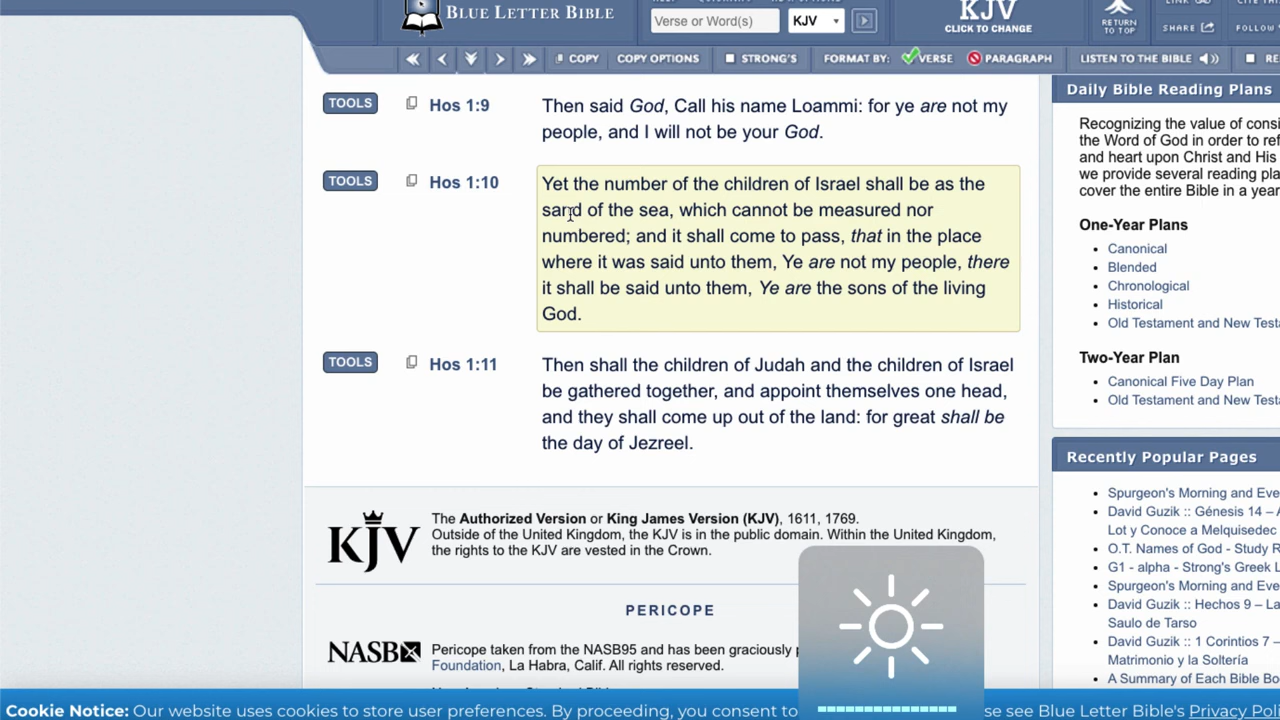 BLUE LETTER BIBLE
Verse or Word(s)
KJV
KJV
CLICK TO CHANGE
RETURN
TO TOP
SHARE
FOLLOW
COPY
COPY OPTIONS
STRONG'S
FORMAT BY:
VERSE
PARAGRAPH
LISTEN TO THE BIBLE
RE
TOOLS
Hos 1:9
Then said God, Call his name Loammi: for ye are not my
people, and I will not be your God.
TOOLS
Hos 1:10
Yet the number of the children of Israel shall be as the
sand of the sea, which cannot be measured nor
numbered; and it shall come to pass, that in the place
where it was said unto them, Ye are not my people, there
it shall be said unto them, Ye are the sons of the living
God.
TOOLS
Hos 1:11
Then shall the children of Judah and the children of Israel
be gathered together, and appoint themselves one head,
and they shall come up out of the land: for great shall be
the day of Jezreel.
KJV
The Authorized Version or King James Version (KJV), 1611, 1769.
Outside of the United Kingdom, the KJV is in the public domain. Within the United Kingdom,
the rights to the KJV are vested in the Crown.
PERICOPE
NASB
Pericope taken from the NASB95 and has been graciously p
Foundation, La Habra, Calif. All rights reserved.
Daily Bible Reading Plans
Recognizing the value of consi
the Word of God in order to ref
and heart upon Christ and His
we provide several reading pla
cover the entire Bible in a year
One-Year Plans
Canonical
Blended
Chronological
Historical
Old Testament and New Testa
Two-Year Plan
Canonical Five Day Plan
Old Testament and New Testa
Recently Popular Pages
Spurgeon's Morning and Eve
David Guzik :: Génesis 14 – A
Lot y Conoce a Melquisedec
O.T. Names of God - Study R
G1 - alpha - Strong's Greek L
Spurgeon's Morning and Eve
David Guzik :: Hechos 9 – La
Saulo de Tarso
David Guzik :: 1 Corintios 7 –
Matrimonio y la Soltería
A Summary of Each Bible Bo
Cookie Notice: Our website uses cookies to store user preferences. By proceeding, you consent to
se see Blue Letter Bible's Privacy Poli